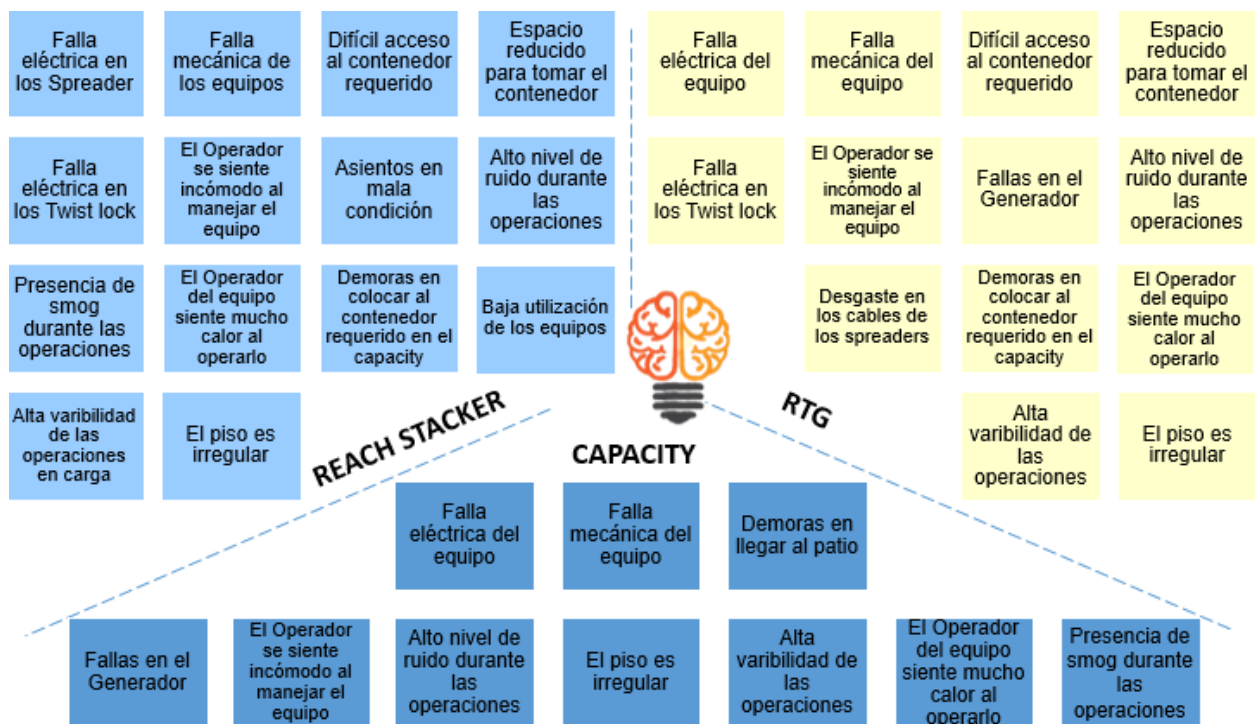 Falla
eléctrica en
los Spreader
Falla
mecánica de
los equipos
Difícil acceso
al contenedor
requerido
Espacio
reducido
para tomar el
contenedor
Falla
eléctrica en
los Twist lock
El Operador
se siente
incómodo al
manejar el
equipo
Asientos en
mala
condición
Alto nivel de
ruido durante
las
operaciones
Presencia de
smog
durante las
operaciones
El Operador
del equipo
siente mucho
calor al
operarlo
Demoras en
colocar al
contenedor
requerido en el
capacity
Baja utilización
de los equipos
Alta varibilidad
de las
operaciones
en carga
El piso es
irregular
REACH STACKER
Falla
eléctrica del
equipo
Falla
mecánica del
equipo
Difícil acceso
al contenedor
requerido
Espacio
reducido
para tomar el
contenedor
Falla
eléctrica en
los Twist lock
El Operador se
siente
incómodo al
manejar el
equipo
Fallas en el
Generador
Alto nivel de
ruido durante
las
operaciones
Desgaste en
los cables de
los spreaders
Demoras en
colocar al
contenedor
requerido en el
capacity
El Operador
del equipo
siente mucho
calor al
operarlo
Alta
varibilidad de
las
operaciones
El piso es
irregular
RTG
CAPACITY
Falla
eléctrica del
equipo
Falla
mecánica del
equipo
Demoras en
llegar al patio
Fallas en el
Generador
El Operador
se siente
incómodo al
manejar el
equipo
Alto nivel de
ruido durante
las
operaciones
El piso es
irregular
Alta
varibilidad de
las
operaciones
El Operador
del equipo
siente mucho
calor al
operarlo
Presencia de
smog durante
las
operaciones